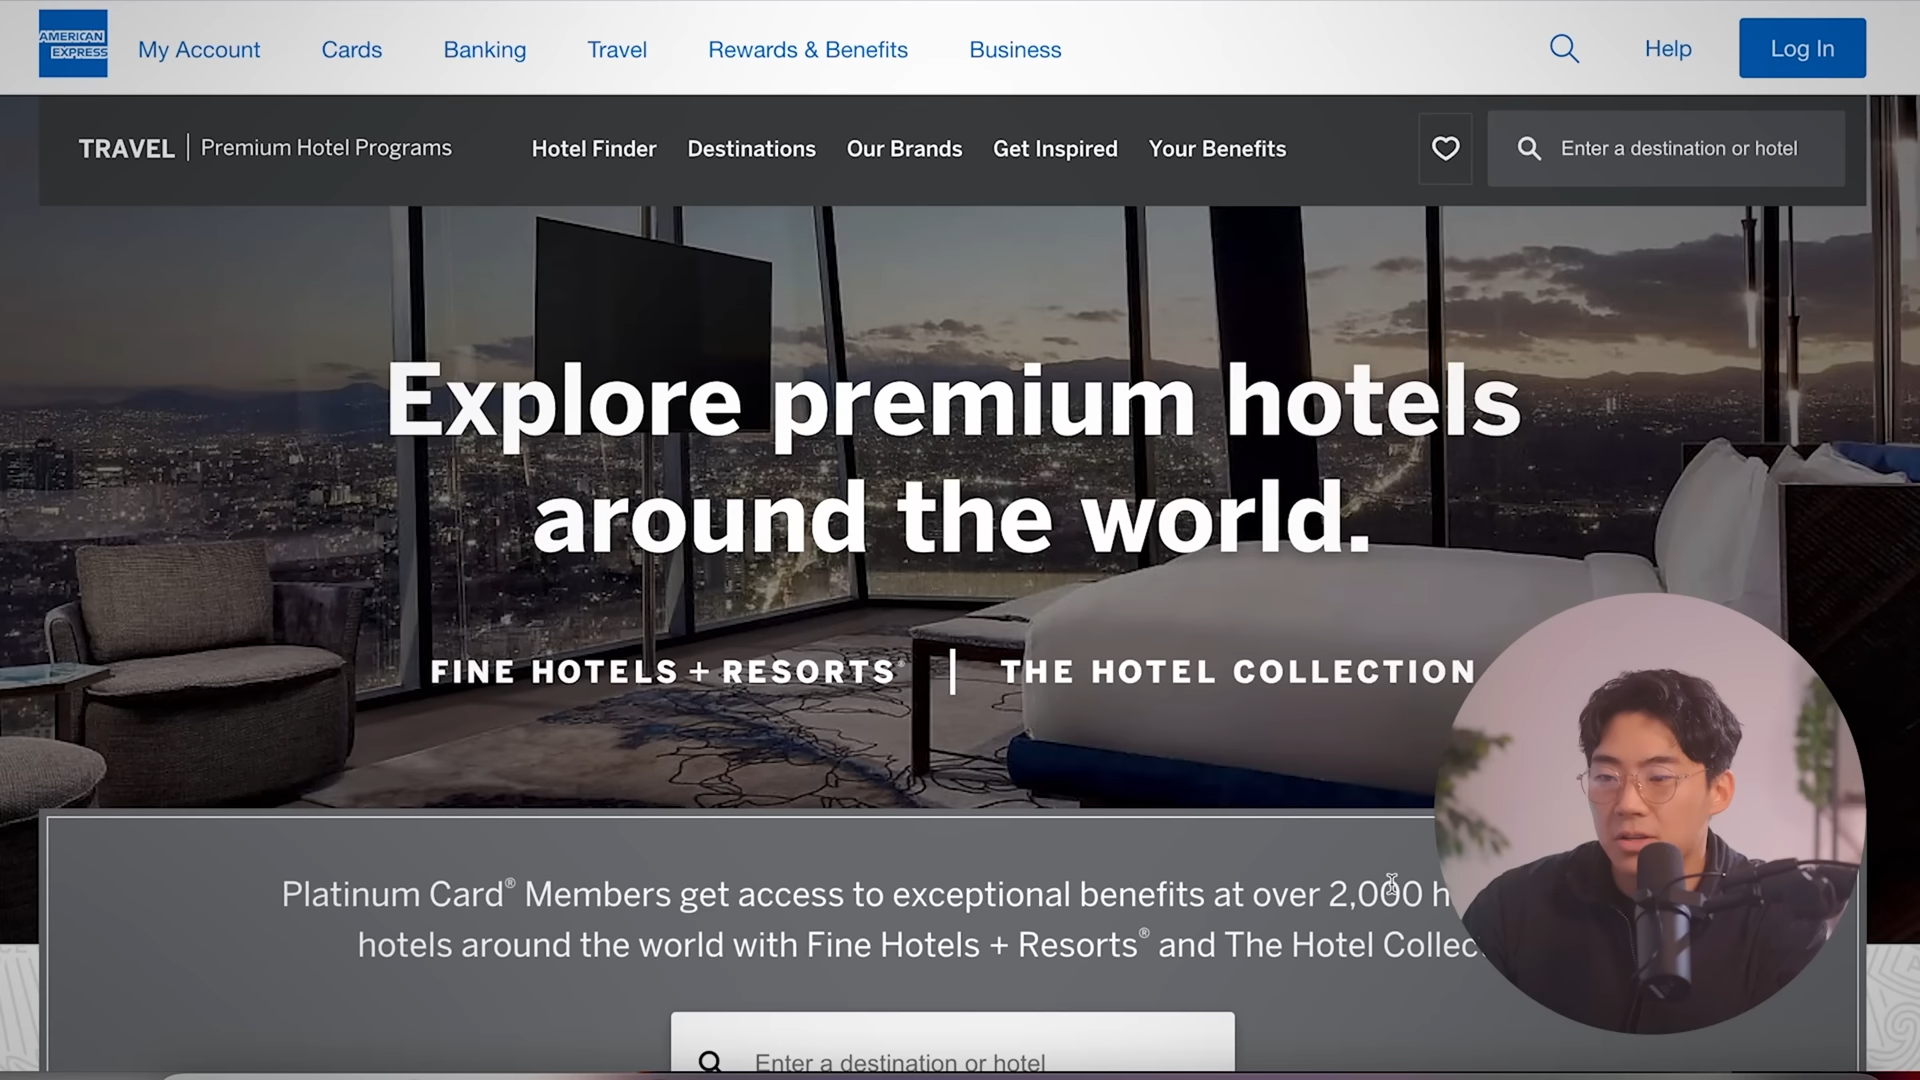 AMERICAN
EXPRESS
My Account
Cards
Banking
Travel
Rewards & Benefits
Business
Help
Log In
TRAVEL | Premium Hotel Programs
Hotel Finder
Destinations
Our Brands
Get Inspired
Your Benefits
Enter a destination or hotel
Explore premium hotels
around the world.
FINE HOTELS + RESORTS® | THE HOTEL COLLECTION
Platinum Card® Members get access to exceptional benefits at over 2,000
hotels around the world with Fine Hotels + Resorts® and The Hotel
Enter a destination or hotel